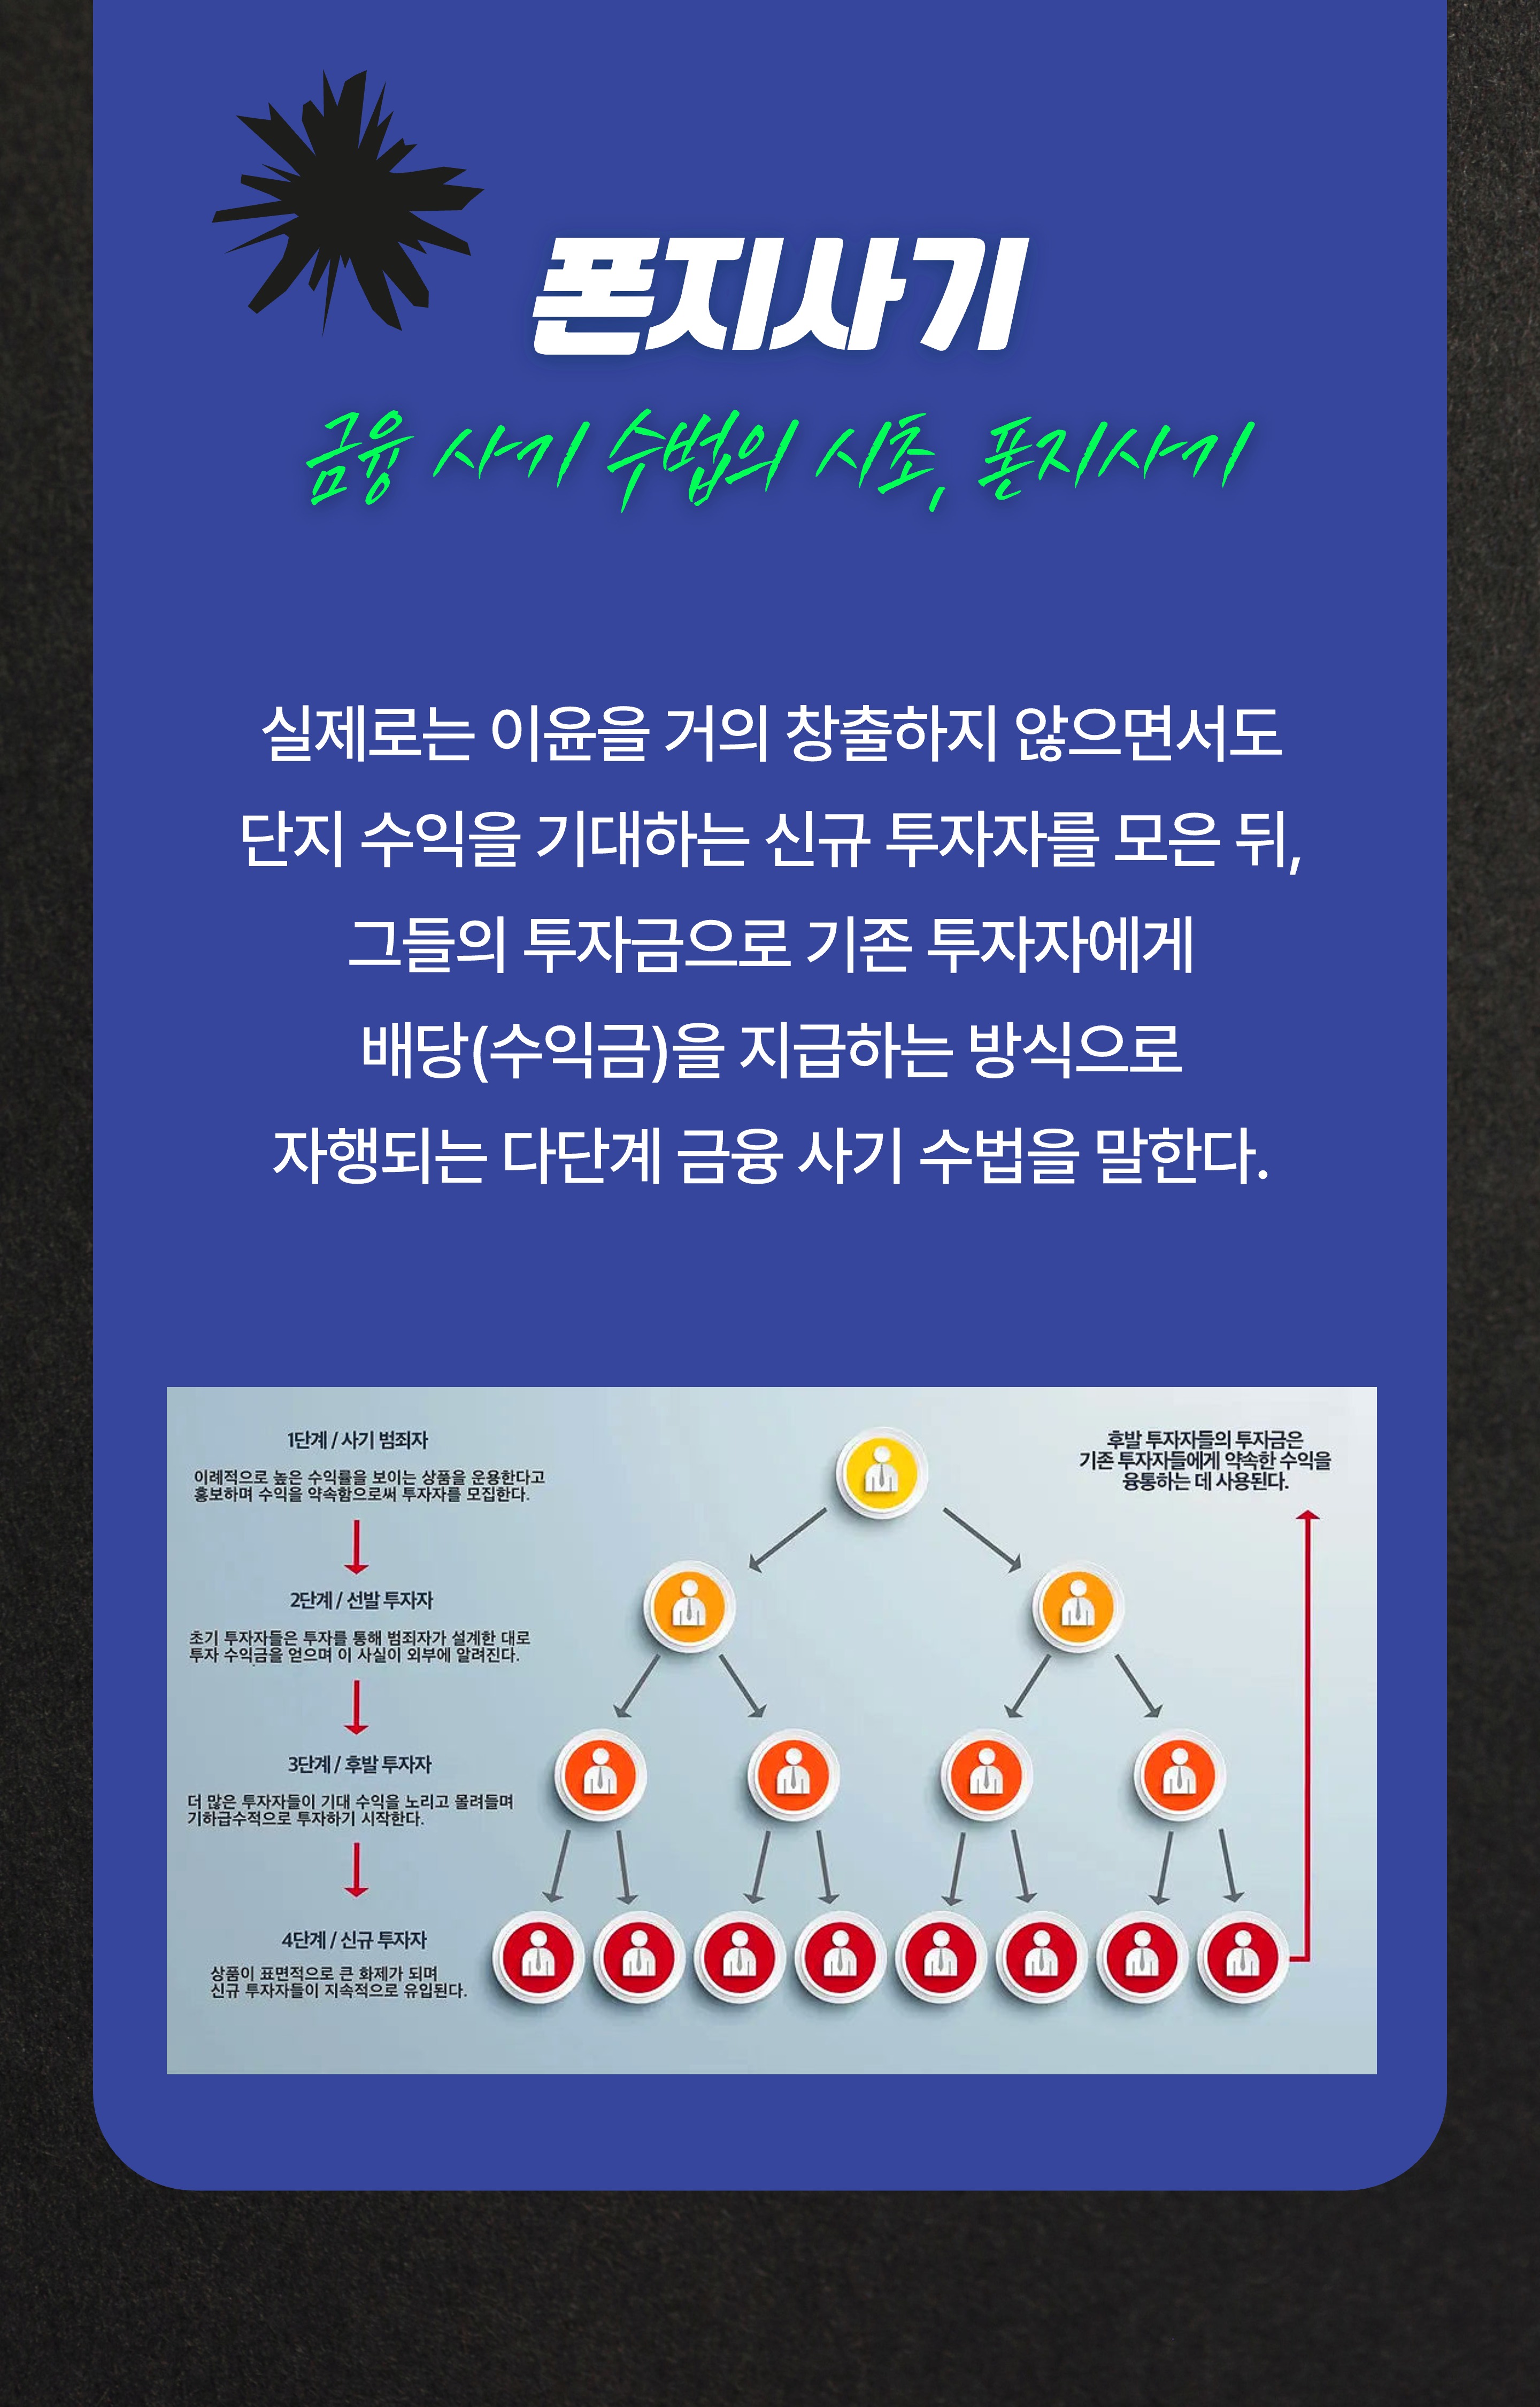 폰지사기
금융 사기 수법의 시초, 폰지사기
실제로는 이윤을 거의 창출하지 않으면서도
단지 수익을 기대하는 신규 투자자를 모은 뒤,
그들의 투자금으로 기존 투자자에게
배당(수익금)을 지급하는 방식으로
자행되는 다단계 금융 사기 수법을 말한다.
1단계 / 사기 범죄자
이례적으로 높은 수익률을 보이는 상품을 운용한다고
홍보하며 수익을 약속함으로써 투자자를 모집한다.
2단계 / 선발 투자자
초기 투자자들은 투자를 통해 범죄자가 설계한 대로
투자 수익금을 얻으며 이 사실이 외부에 알려진다.
3단계 / 후발 투자자
더 많은 투자자들이 기대 수익을 노리고 몰려들며
기하급수적으로 투자하기 시작한다.
4단계 / 신규 투자자
상품이 표면적으로 큰 화제가 되며
신규 투자자들이 지속적으로 유입된다.
후발 투자자들의 투자금은
기존 투자자들에게 약속한 수익을
융통하는 데 사용된다.